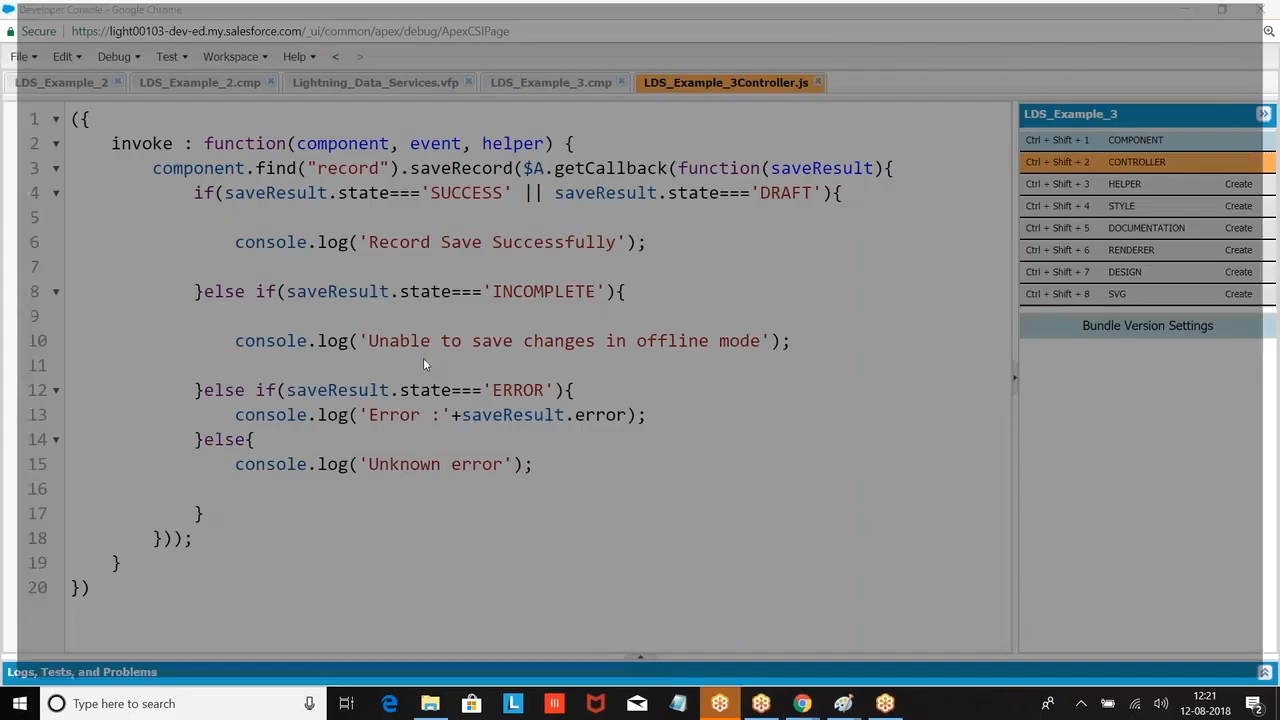 Developer Console - Google Chrome
Secure https://light00103-dev-ed.my.salesforce.com/_ui/common/apex/debug/ApexCSIPage
File Edit Debug Test Workspace Help < >
LDS_Example_2 LDS_Example_2.cmp Lightning_Data_Services.vfp LDS_Example_3.cmp LDS_Example_3Controller.js
1 ({
2 invoke : function(component, event, helper) {
3 component.find("record").saveRecord($A.getCallback(function(saveResult){
4 if(saveResult.state==='SUCCESS' || saveResult.state==='DRAFT'){
5
6 console.log('Record Save Successfully');
7
8 }else if(saveResult.state==='INCOMPLETE'){
9
10 console.log('Unable to save changes in offline mode');
11
12 }else if(saveResult.state==='ERROR'){
13 console.log('Error :'+saveResult.error);
14 }else{
15 console.log('Unknown error');
16
17 }
18 }));
19 }
20 })
LDS_Example_3
Ctrl + Shift + 1 COMPONENT
Ctrl + Shift + 2 CONTROLLER
Ctrl + Shift + 3 HELPER Create
Ctrl + Shift + 4 STYLE Create
Ctrl + Shift + 5 DOCUMENTATION Create
Ctrl + Shift + 6 RENDERER Create
Ctrl + Shift + 7 DESIGN Create
Ctrl + Shift + 8 SVG Create
Bundle Version Settings
Logs, Tests, and Problems
Type here to search
12:21
12-08-2018
2